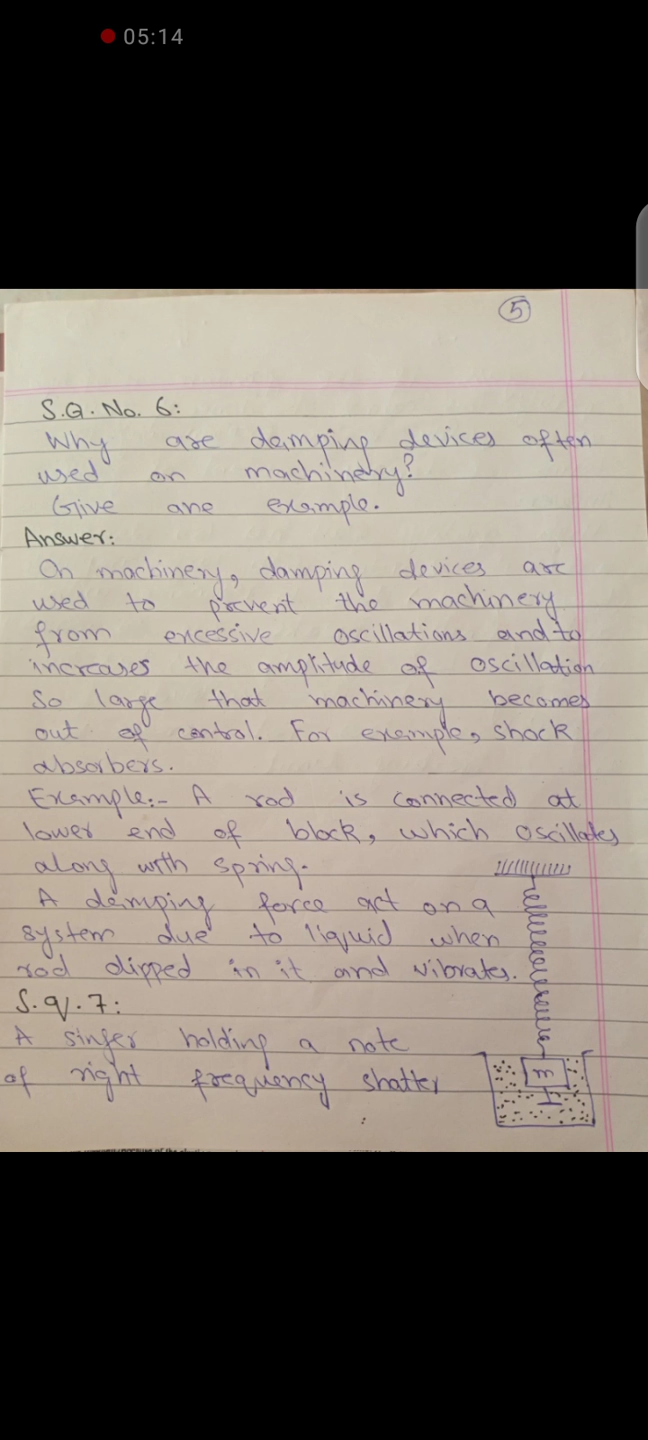 05:14
5
S.Q. No. 6:
Why are damping devices often
used on machinery?
Give one example.
Answer:
On machinery, damping devices are
used to prevent the machinery
from excessive oscillations and to
increases the amplitude of oscillation
So large that machinery becomes
out of control. For example, shock
absorbers.
Example:- A rod is connected at
lower end of block, which oscillates
along with spring.
A damping force act on a
system due to liquid when
rod dipped in it and vibrates.
S.q.7:
A singer holding a note
of right frequency shatter
m